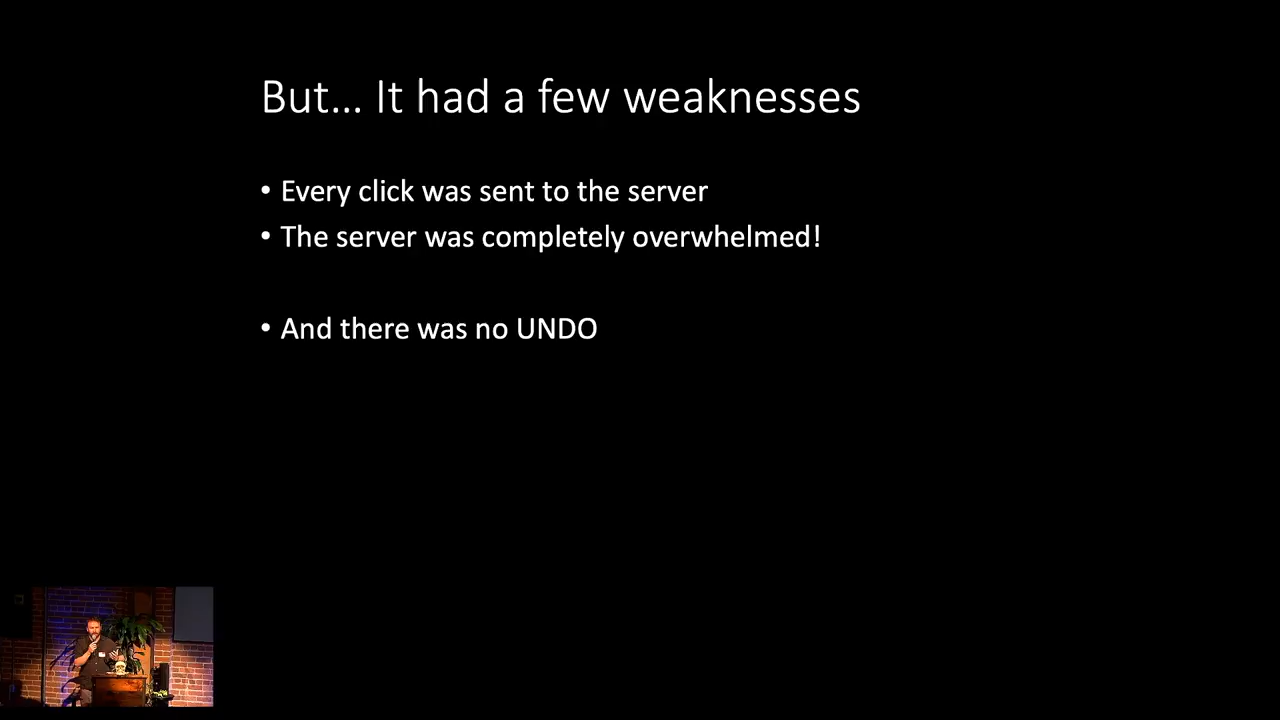 But... It had a few weaknesses
• Every click was sent to the server
• The server was completely overwhelmed!
• And there was no UNDO